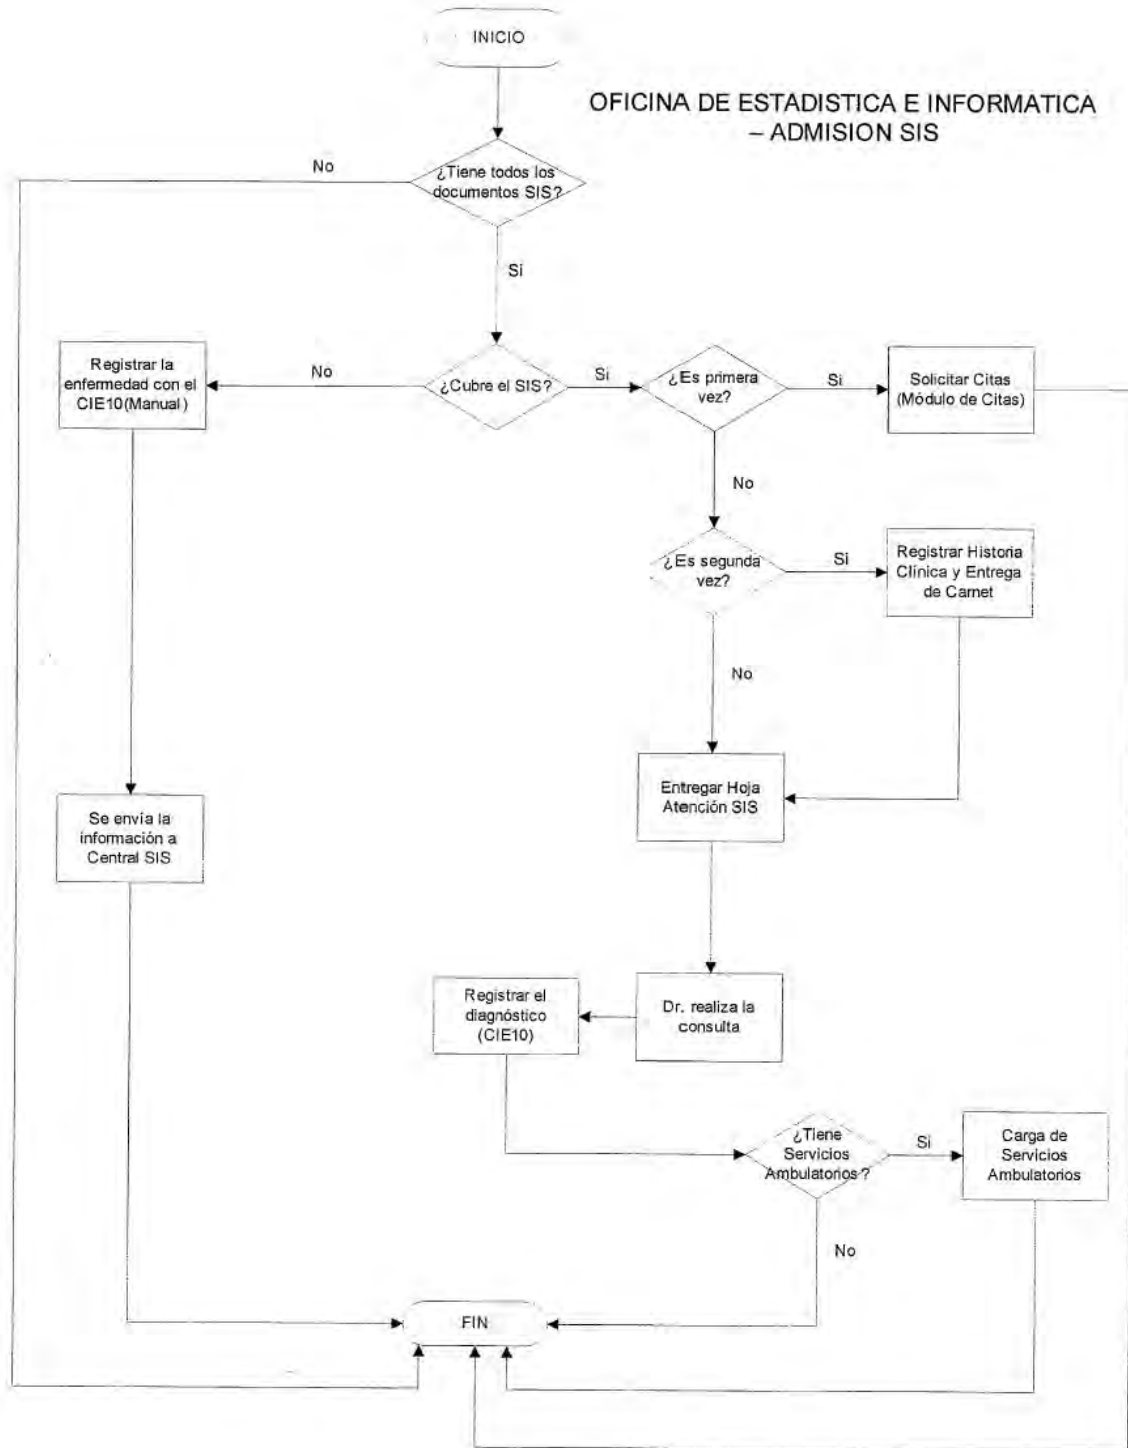 INICIO
OFICINA DE ESTADISTICA E INFORMATICA
– ADMISION SIS
No
¿Tiene todos los
documentos SIS?
Si
Registrar la
enfermedad con el
CIE10(Manual)
No
¿Cubre el SIS?
Si
¿Es primera
vez?
Si
Solicitar Citas
(Módulo de Citas)
No
¿Es segunda
vez?
Si
Registrar Historia
Clínica y Entrega
de Carnet
No
Entregar Hoja
Atención SIS
Se envía la
información a
Central SIS
Registrar el
diagnóstico
(CIE10)
Dr. realiza la
consulta
¿Tiene
Servicios
Ambulatorios?
Si
Carga de
Servicios
Ambulatorios
No
FIN